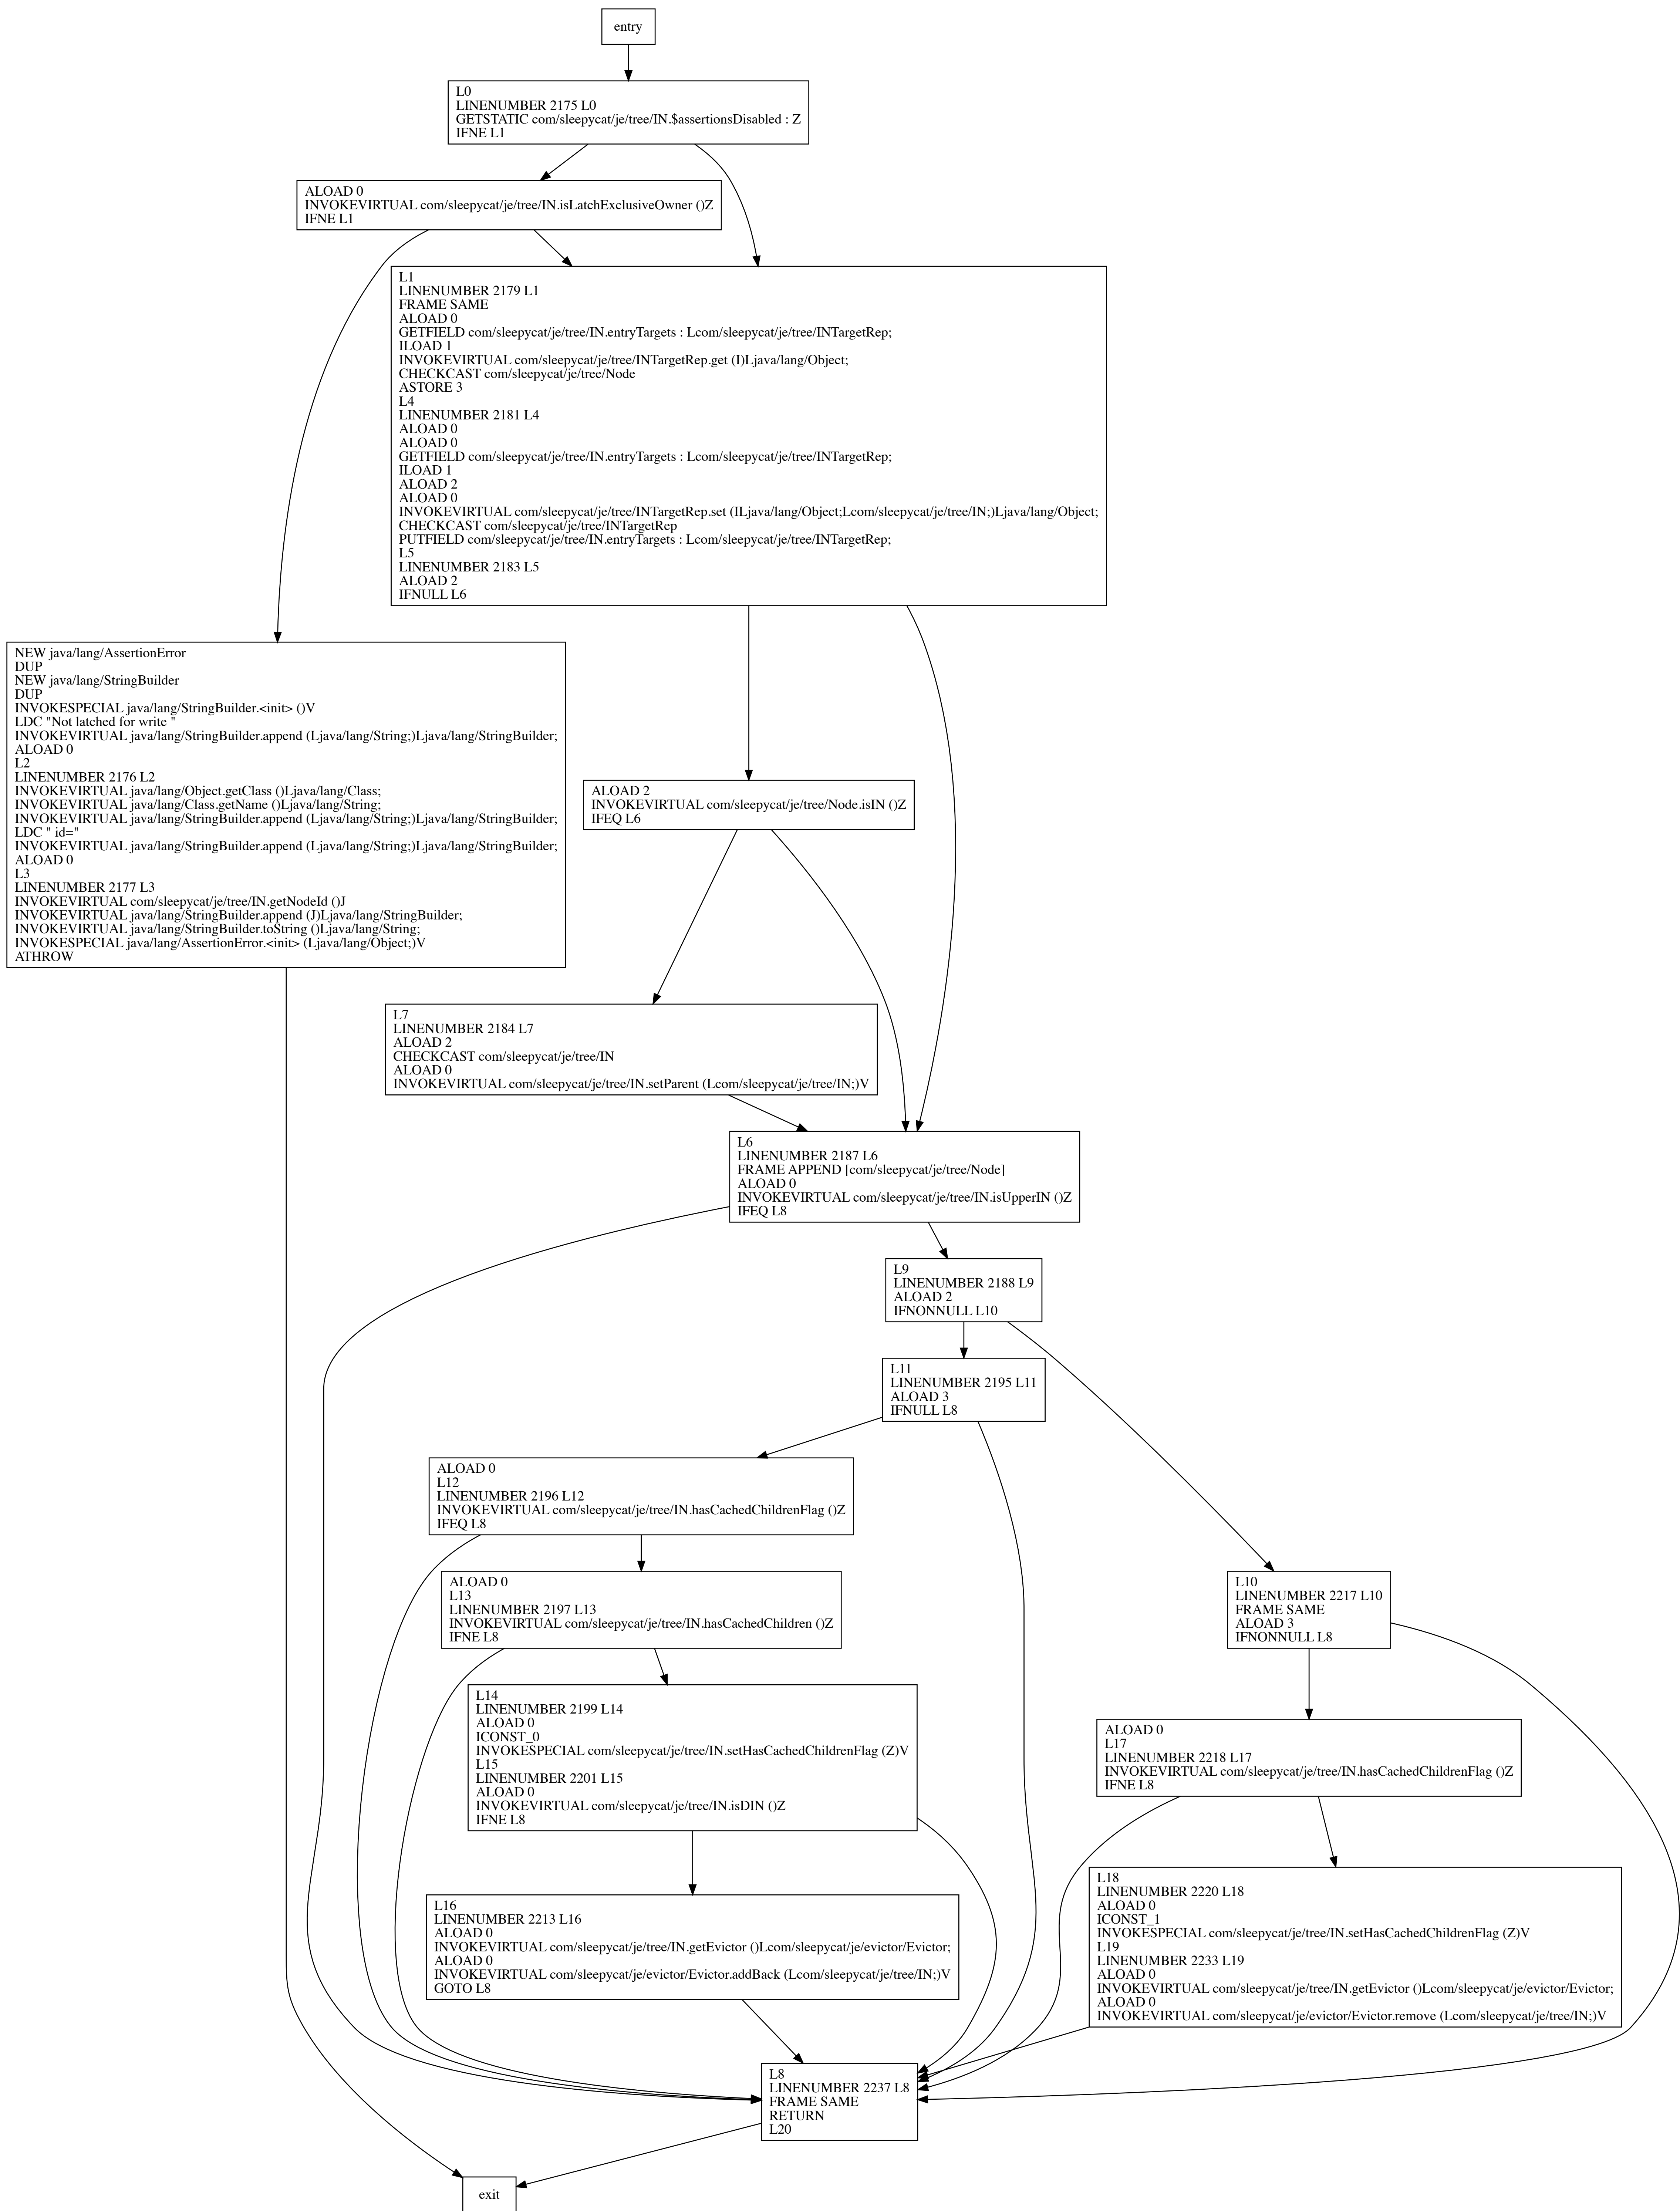 entry
L0
LINENUMBER 2175 L0
GETSTATIC com/sleepycat/je/tree/IN.$assertionsDisabled : Z
IFNE L1
ALOAD 0
INVOKEVIRTUAL com/sleepycat/je/tree/IN.isLatchExclusiveOwner ()Z
IFNE L1
L1
LINENUMBER 2179 L1
FRAME SAME
ALOAD 0
GETFIELD com/sleepycat/je/tree/IN.entryTargets : Lcom/sleepycat/je/tree/INTargetRep;
ILOAD 1
INVOKEVIRTUAL com/sleepycat/je/tree/INTargetRep.get (I)Ljava/lang/Object;
CHECKCAST com/sleepycat/je/tree/Node
ASTORE 3
L4
LINENUMBER 2181 L4
ALOAD 0
ALOAD 0
GETFIELD com/sleepycat/je/tree/IN.entryTargets : Lcom/sleepycat/je/tree/INTargetRep;
ILOAD 1
ALOAD 2
ALOAD 0
INVOKEVIRTUAL com/sleepycat/je/tree/INTargetRep.set (ILjava/lang/Object;Lcom/sleepycat/je/tree/IN;)Ljava/lang/Object;
CHECKCAST com/sleepycat/je/tree/INTargetRep
PUTFIELD com/sleepycat/je/tree/IN.entryTargets : Lcom/sleepycat/je/tree/INTargetRep;
L5
LINENUMBER 2183 L5
ALOAD 2
IFNULL L6
NEW java/lang/AssertionError
DUP
NEW java/lang/StringBuilder
DUP
INVOKESPECIAL java/lang/StringBuilder.<init> ()V
LDC "Not latched for write "
INVOKEVIRTUAL java/lang/StringBuilder.append (Ljava/lang/String;)Ljava/lang/StringBuilder;
ALOAD 0
L2
LINENUMBER 2176 L2
INVOKEVIRTUAL java/lang/Object.getClass ()Ljava/lang/Class;
INVOKEVIRTUAL java/lang/Class.getName ()Ljava/lang/String;
INVOKEVIRTUAL java/lang/StringBuilder.append (Ljava/lang/String;)Ljava/lang/StringBuilder;
LDC " id="
INVOKEVIRTUAL java/lang/StringBuilder.append (Ljava/lang/String;)Ljava/lang/StringBuilder;
ALOAD 0
L3
LINENUMBER 2177 L3
INVOKEVIRTUAL com/sleepycat/je/tree/IN.getNodeId ()J
INVOKEVIRTUAL java/lang/StringBuilder.append (J)Ljava/lang/StringBuilder;
INVOKEVIRTUAL java/lang/StringBuilder.toString ()Ljava/lang/String;
INVOKESPECIAL java/lang/AssertionError.<init> (Ljava/lang/Object;)V
ATHROW
ALOAD 2
INVOKEVIRTUAL com/sleepycat/je/tree/Node.isIN ()Z
IFEQ L6
L7
LINENUMBER 2184 L7
ALOAD 2
CHECKCAST com/sleepycat/je/tree/IN
ALOAD 0
INVOKEVIRTUAL com/sleepycat/je/tree/IN.setParent (Lcom/sleepycat/je/tree/IN;)V
L6
LINENUMBER 2187 L6
FRAME APPEND [com/sleepycat/je/tree/Node]
ALOAD 0
INVOKEVIRTUAL com/sleepycat/je/tree/IN.isUpperIN ()Z
IFEQ L8
L9
LINENUMBER 2188 L9
ALOAD 2
IFNONNULL L10
L11
LINENUMBER 2195 L11
ALOAD 3
IFNULL L8
ALOAD 0
L12
LINENUMBER 2196 L12
INVOKEVIRTUAL com/sleepycat/je/tree/IN.hasCachedChildrenFlag ()Z
IFEQ L8
ALOAD 0
L13
LINENUMBER 2197 L13
INVOKEVIRTUAL com/sleepycat/je/tree/IN.hasCachedChildren ()Z
IFNE L8
L10
LINENUMBER 2217 L10
FRAME SAME
ALOAD 3
IFNONNULL L8
L14
LINENUMBER 2199 L14
ALOAD 0
ICONST_0
INVOKESPECIAL com/sleepycat/je/tree/IN.setHasCachedChildrenFlag (Z)V
L15
LINENUMBER 2201 L15
ALOAD 0
INVOKEVIRTUAL com/sleepycat/je/tree/IN.isDIN ()Z
IFNE L8
ALOAD 0
L17
LINENUMBER 2218 L17
INVOKEVIRTUAL com/sleepycat/je/tree/IN.hasCachedChildrenFlag ()Z
IFNE L8
L16
LINENUMBER 2213 L16
ALOAD 0
INVOKEVIRTUAL com/sleepycat/je/tree/IN.getEvictor ()Lcom/sleepycat/je/evictor/Evictor;
ALOAD 0
INVOKEVIRTUAL com/sleepycat/je/evictor/Evictor.addBack (Lcom/sleepycat/je/tree/IN;)V
GOTO L8
L18
LINENUMBER 2220 L18
ALOAD 0
ICONST_1
INVOKESPECIAL com/sleepycat/je/tree/IN.setHasCachedChildrenFlag (Z)V
L19
LINENUMBER 2233 L19
ALOAD 0
INVOKEVIRTUAL com/sleepycat/je/tree/IN.getEvictor ()Lcom/sleepycat/je/evictor/Evictor;
ALOAD 0
INVOKEVIRTUAL com/sleepycat/je/evictor/Evictor.remove (Lcom/sleepycat/je/tree/IN;)V
L8
LINENUMBER 2237 L8
FRAME SAME
RETURN
L20
exit